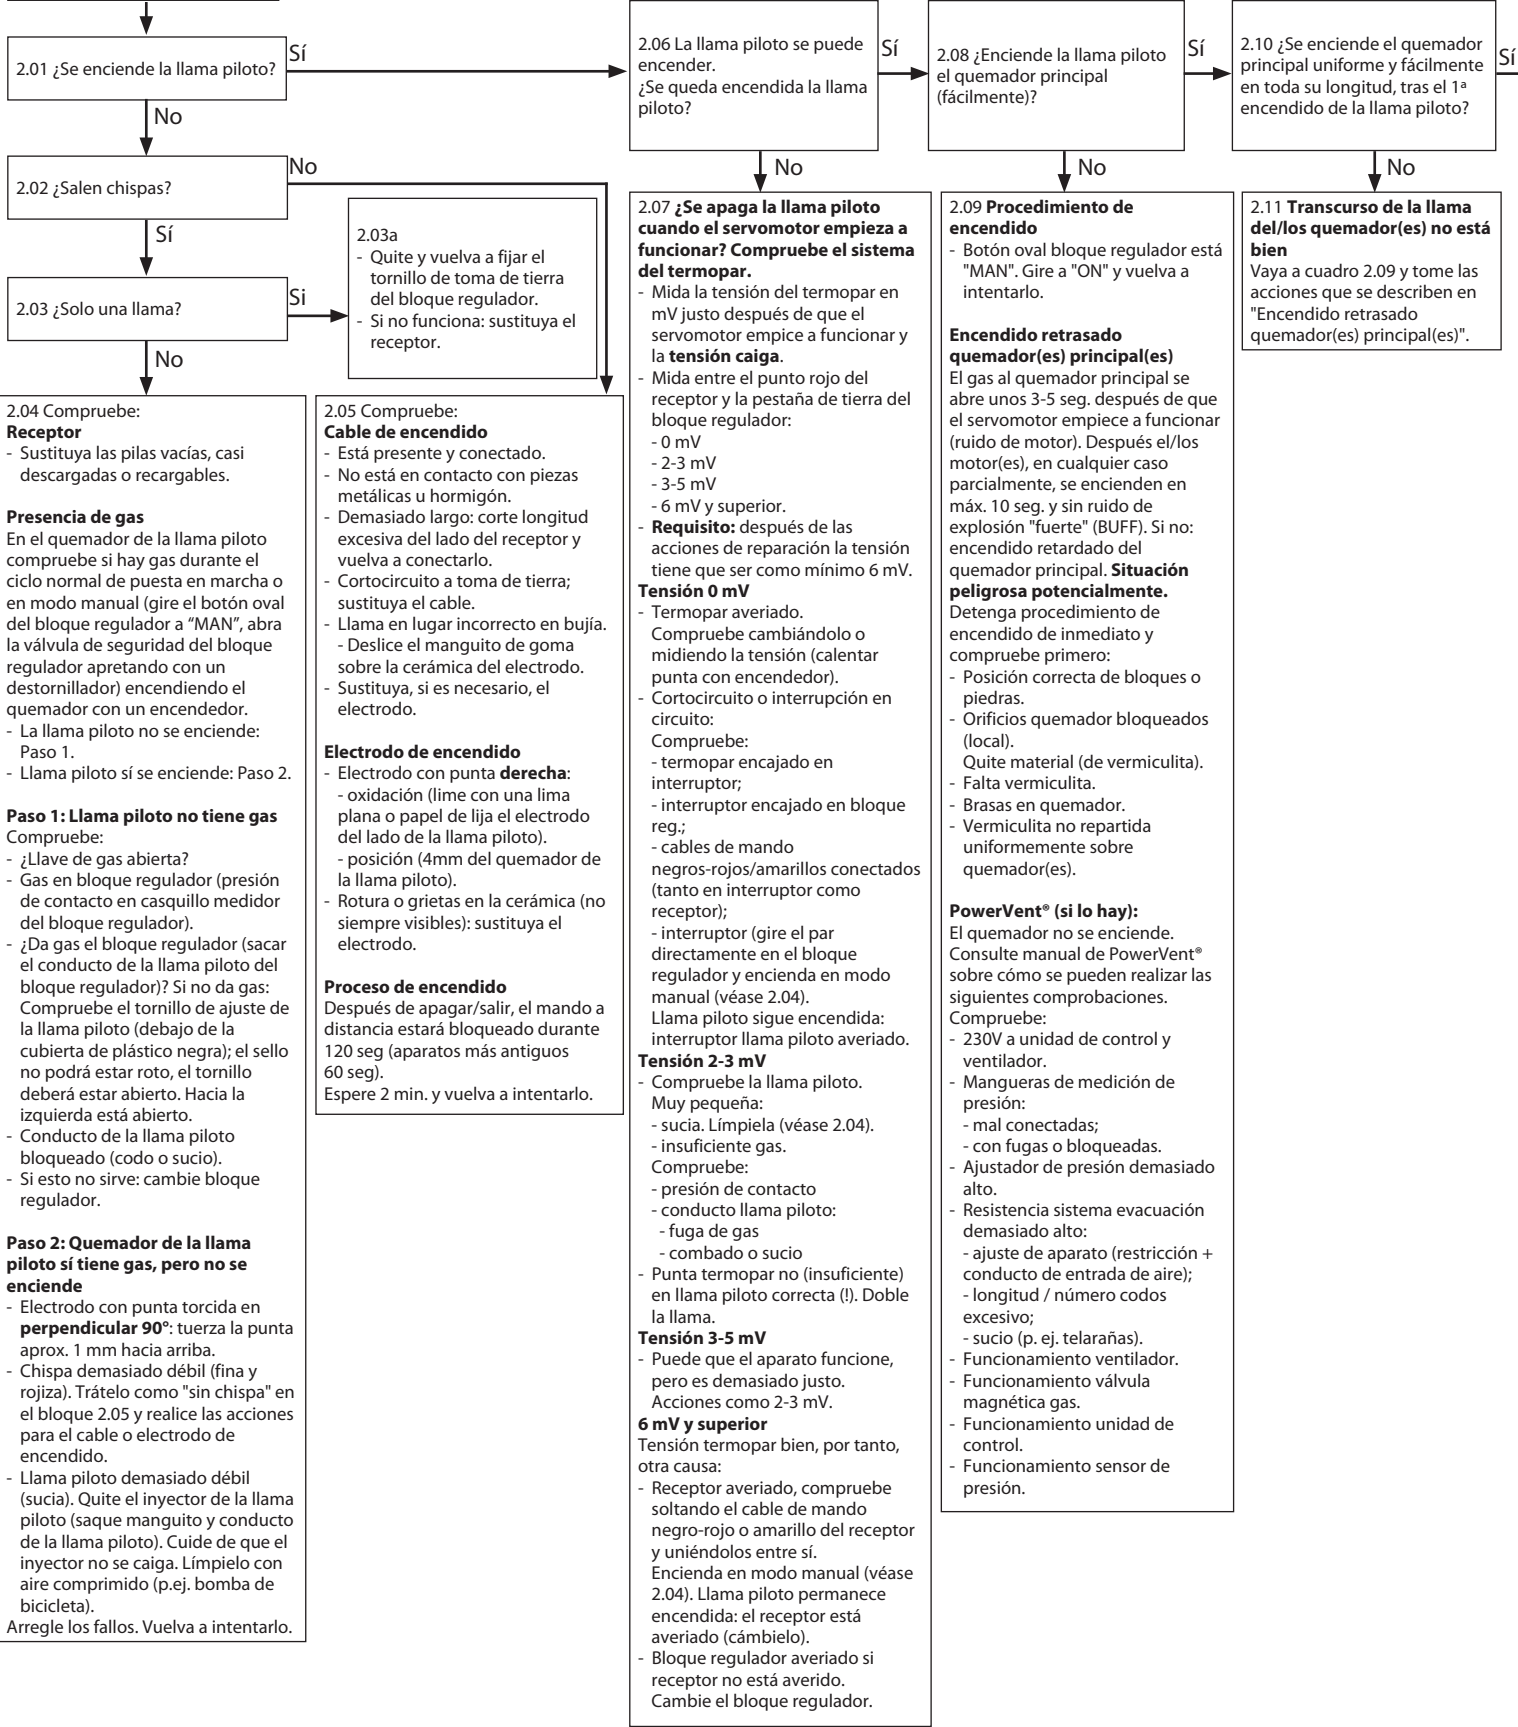 2.01 ¿Se enciende la llama piloto?
Sí
No
2.02 ¿Salen chispas?
No
Sí
2.03 ¿Solo una llama?
Si
No
2.03a
- Quite y vuelva a fijar el
tornillo de toma de tierra
del bloque regulador.
- Si no funciona: sustituya el
receptor.
2.04 Compruebe:
Receptor
- Sustituya las pilas vacías, casi
descargadas o recargables.
Presencia de gas
En el quemador de la llama piloto
compruebe si hay gas durante el
ciclo normal de puesta en marcha o
en modo manual (gire el botón oval
del bloque regulador a “MAN”, abra
la válvula de seguridad del bloque
regulador apretando con un
destornillador) encendiendo el
quemador con un encendedor.
- La llama piloto no se enciende:
Paso 1.
- Llama piloto sí se enciende: Paso 2.
Paso 1: Llama piloto no tiene gas
Compruebe:
- ¿Llave de gas abierta?
- Gas en bloque regulador (presión
de contacto en casquillo medidor
del bloque regulador).
- ¿Da gas el bloque regulador (sacar
el conducto de la llama piloto del
bloque regulador)? Si no da gas:
Compruebe el tornillo de ajuste de
la llama piloto (debajo de la
cubierta de plástico negra); el sello
no podrá estar roto, el tornillo
deberá estar abierto. Hacia la
izquierda está abierto.
- Conducto de la llama piloto
bloqueado (codo o sucio).
- Si esto no sirve: cambie bloque
regulador.
Paso 2: Quemador de la llama
piloto sí tiene gas, pero no se
enciende
- Electrodo con punta torcida en
perpendicular 90°: tuerza la punta
aprox. 1 mm hacia arriba.
- Chispa demasiado débil (fina y
rojiza). Trátelo como "sin chispa" en
el bloque 2.05 y realice las acciones
para el cable o electrodo de
encendido.
- Llama piloto demasiado débil
(sucia). Quite el inyector de la llama
piloto (saque manguito y conducto
de la llama piloto). Cuide de que el
inyector no se caiga. Límpielo con
aire comprimido (p.ej. bomba de
bicicleta).
Arregle los fallos. Vuelva a intentarlo.
2.05 Compruebe:
Cable de encendido
- Está presente y conectado.
- No está en contacto con piezas
metálicas u hormigón.
- Demasiado largo: corte longitud
excesiva del lado del receptor y
vuelva a conectarlo.
- Cortocircuito a toma de tierra;
sustituya el cable.
- Llama en lugar incorrecto en bujía.
- Deslice el manguito de goma
sobre la cerámica del electrodo.
- Sustituya, si es necesario, el
electrodo.
Electrodo de encendido
- Electrodo con punta derecha:
- oxidación (lime con una lima
plana o papel de lija el electrodo
del lado de la llama piloto).
- posición (4mm del quemador de
la llama piloto).
- Rotura o grietas en la cerámica (no
siempre visibles): sustituya el
electrodo.
Proceso de encendido
Después de apagar/salir, el mando a
distancia estará bloqueado durante
120 seg (aparatos más antiguos
60 seg).
Espere 2 min. y vuelva a intentarlo.
2.06 La llama piloto se puede
encender.
¿Se queda encendida la llama
piloto?
Sí
No
2.07 ¿Se apaga la llama piloto
cuando el servomotor empieza a
funcionar? Compruebe el sistema
del termopar.
- Mida la tensión del termopar en
mV justo después de que el
servomotor empice a funcionar y
la tensión caiga.
- Mida entre el punto rojo del
receptor y la pestaña de tierra del
bloque regulador:
- 0 mV
- 2-3 mV
- 3-5 mV
- 6 mV y superior.
- Requisito: después de las
acciones de reparación la tensión
tiene que ser como mínimo 6 mV.
Tensión 0 mV
- Termopar averiado.
Compruebe cambiándolo o
midiendo la tensión (calentar
punta con encendedor).
- Cortocircuito o interrupción en
circuito:
Compruebe:
- termopar encajado en
interruptor;
- interruptor encajado en bloque
reg.;
- cables de mando
negros-rojos/amarillos conectados
(tanto en interruptor como
receptor);
- interruptor (gire el par
directamente en el bloque
regulador y encienda en modo
manual (véase 2.04).
Llama piloto sigue encendida:
interruptor llama piloto averiado.
Tensión 2-3 mV
- Compruebe la llama piloto.
Muy pequeña:
- sucia. Límpiela (véase 2.04).
- insuficiente gas.
Compruebe:
- presión de contacto
- conducto llama piloto:
- fuga de gas
- combado o sucio
- Punta termopar no (insuficiente)
en llama piloto correcta (!). Doble
la llama.
Tensión 3-5 mV
- Puede que el aparato funcione,
pero es demasiado justo.
Acciones como 2-3 mV.
6 mV y superior
Tensión termopar bien, por tanto,
otra causa:
- Receptor averiado, compruebe
soltando el cable de mando
negro-rojo o amarillo del receptor
y uniéndolos entre sí.
Encienda en modo manual (véase
2.04). Llama piloto permanece
encendida: el receptor está
averiado (cámbielo).
- Bloque regulador averiado si
receptor no está averido.
Cambie el bloque regulador.
2.08 ¿Enciende la llama piloto
el quemador principal
(fácilmente)?
Sí
No
2.09 Procedimiento de
encendido
- Botón oval bloque regulador está
"MAN". Gire a "ON" y vuelva a
intentarlo.
Encendido retrasado
quemador(es) principal(es)
El gas al quemador principal se
abre unos 3-5 seg. después de que
el servomotor empiece a funcionar
(ruido de motor). Después el/los
motor(es), en cualquier caso
parcialmente, se encienden en
máx. 10 seg. y sin ruido de
explosión "fuerte" (BUFF). Si no:
encendido retardado del
quemador principal. Situación
peligrosa potencialmente.
Detenga procedimiento de
encendido de inmediato y
compruebe primero:
- Posición correcta de bloques o
piedras.
- Orificios quemador bloqueados
(local).
Quite material (de vermiculita).
- Falta vermiculita.
- Brasas en quemador.
- Vermiculita no repartida
uniformemente sobre
quemador(es).
PowerVent® (si lo hay):
El quemador no se enciende.
Consulte manual de PowerVent®
sobre cómo se pueden realizar las
siguientes comprobaciones.
Compruebe:
- 230V a unidad de control y
ventilador.
- Mangueras de medición de
presión:
- mal conectadas;
- con fugas o bloqueadas.
- Ajustador de presión demasiado
alto.
- Resistencia sistema evacuación
demasiado alto:
- ajuste de aparato (restricción +
conducto de entrada de aire);
- longitud / número codos
excesivo;
- sucio (p. ej. telarañas).
- Funcionamiento ventilador.
- Funcionamiento válvula
magnética gas.
- Funcionamiento unidad de
control.
- Funcionamiento sensor de
presión.
2.10 ¿Se enciende el quemador
principal uniforme y fácilmente
en toda su longitud, tras el 1ª
encendido de la llama piloto?
Sí
No
2.11 Transcurso de la llama
del/los quemador(es) no está
bien
Vaya a cuadro 2.09 y tome las
acciones que se describen en
"Encendido retrasado
quemador(es) principal(es)".